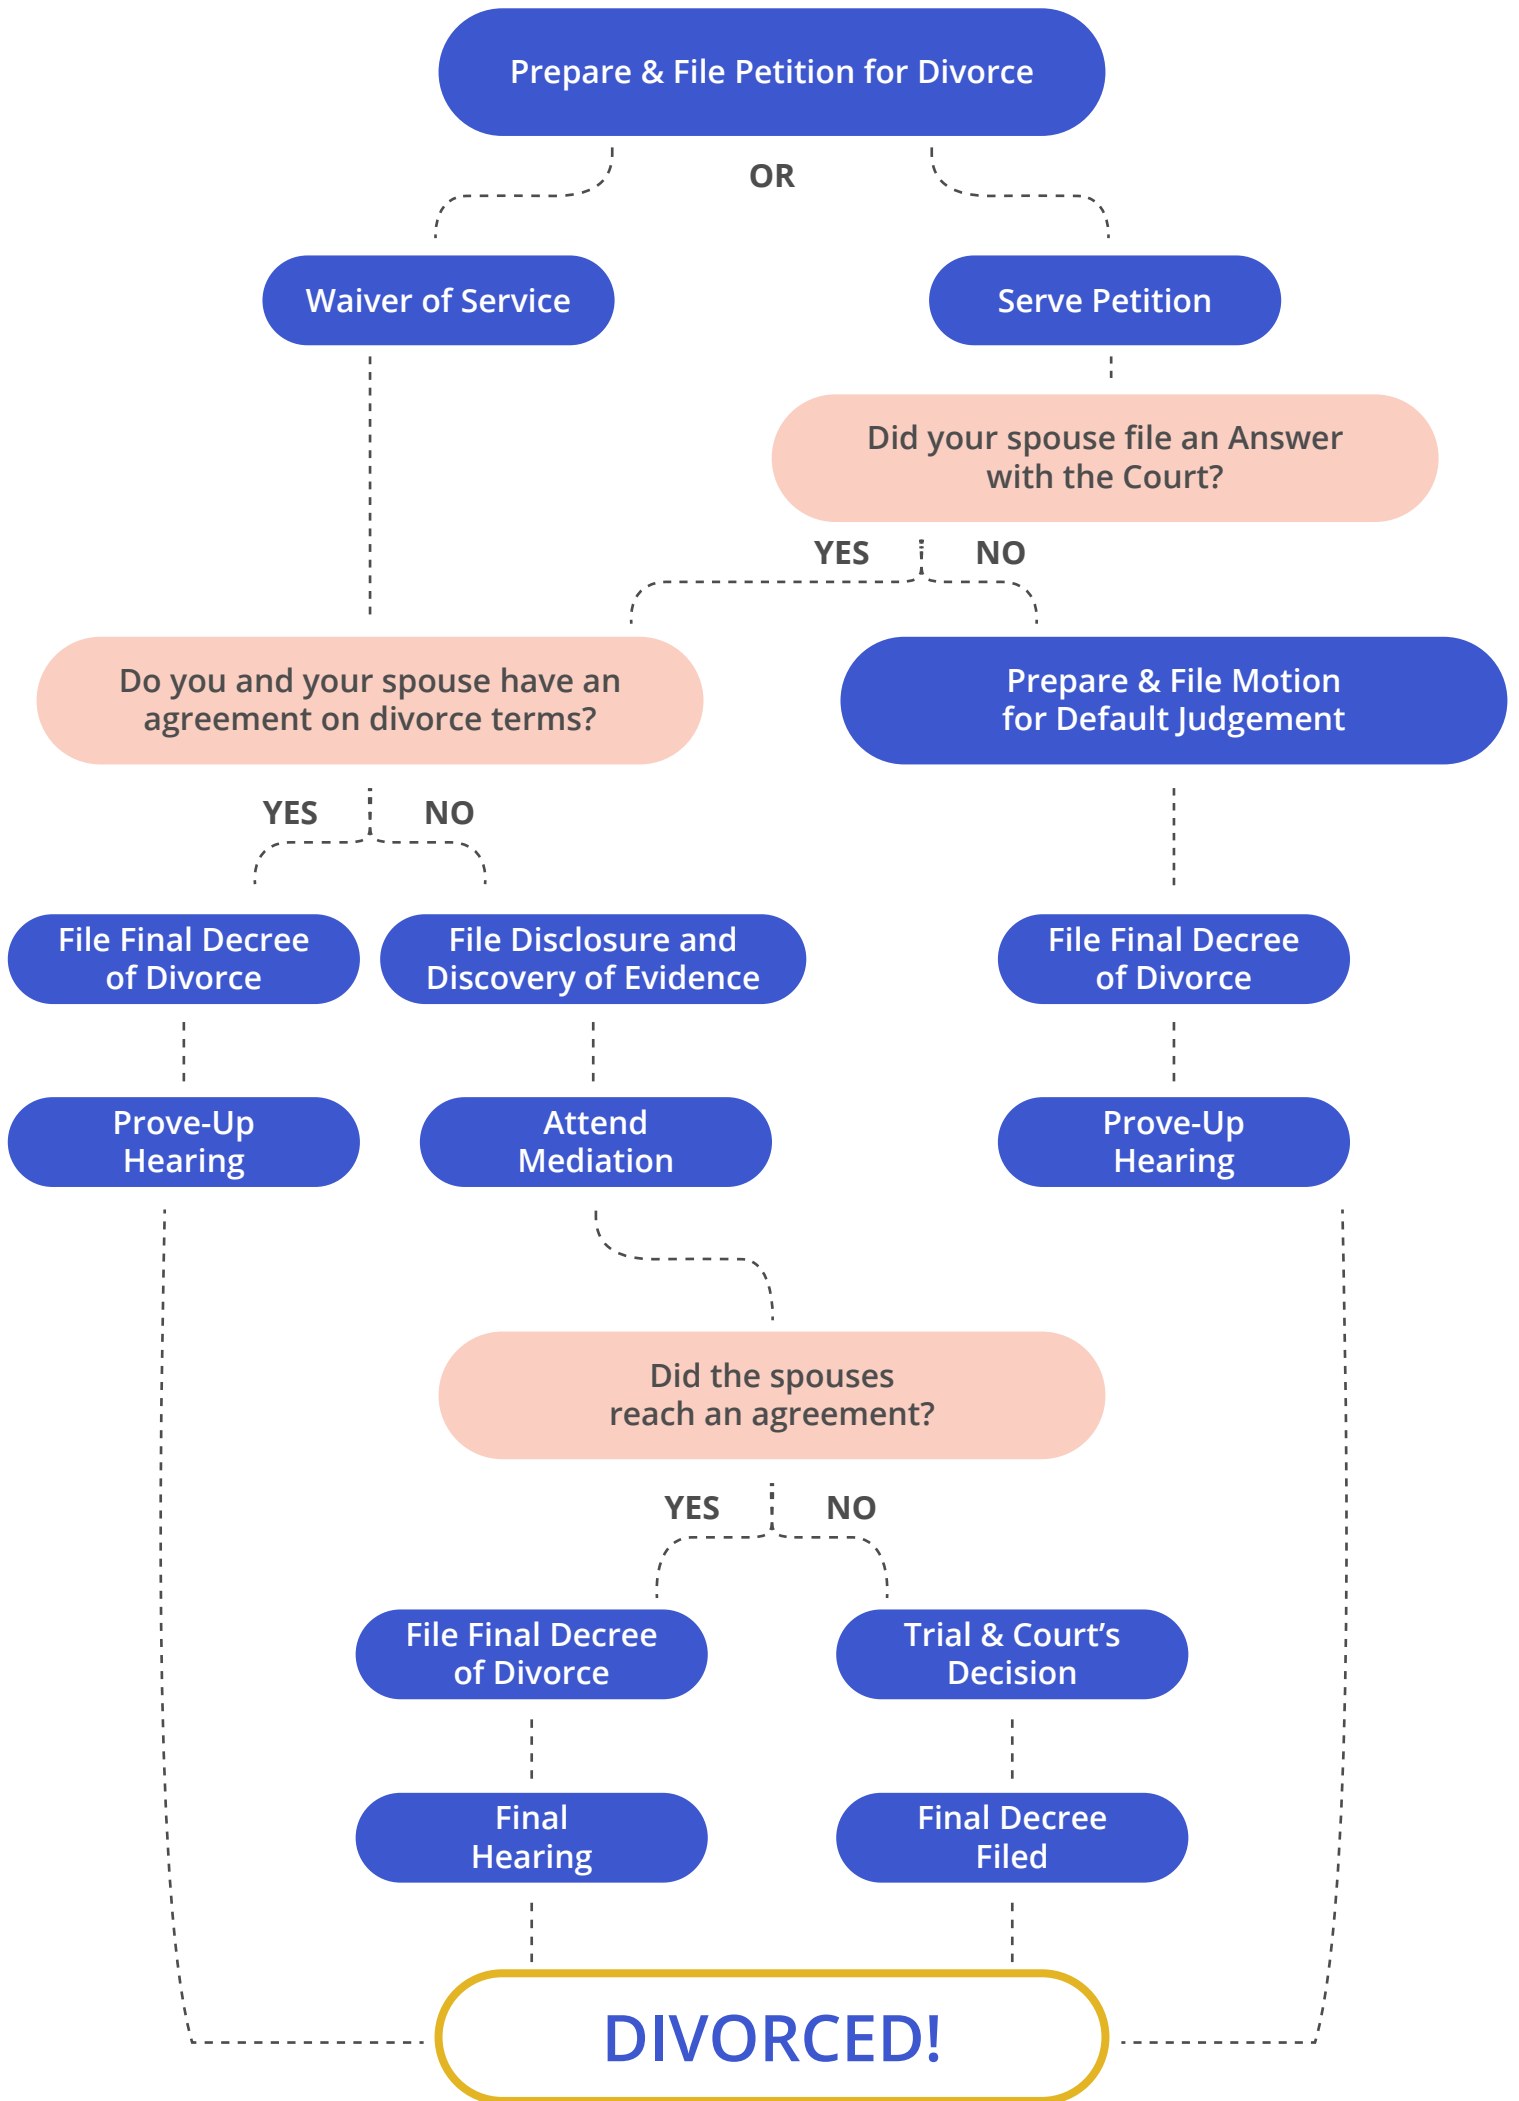 Prepare & File Petition for Divorce
OR
Waiver of Service
Serve Petition
Did your spouse file an Answer
with the Court?
YES
NO
Do you and your spouse have an
agreement on divorce terms?
Prepare & File Motion
for Default Judgement
YES
NO
File Final Decree
of Divorce
File Disclosure and
Discovery of Evidence
File Final Decree
of Divorce
Prove-Up
Hearing
Attend
Mediation
Prove-Up
Hearing
Did the spouses
reach an agreement?
YES
NO
File Final Decree
of Divorce
Trial & Court’s
Decision
Final
Hearing
Final Decree
Filed
DIVORCED!